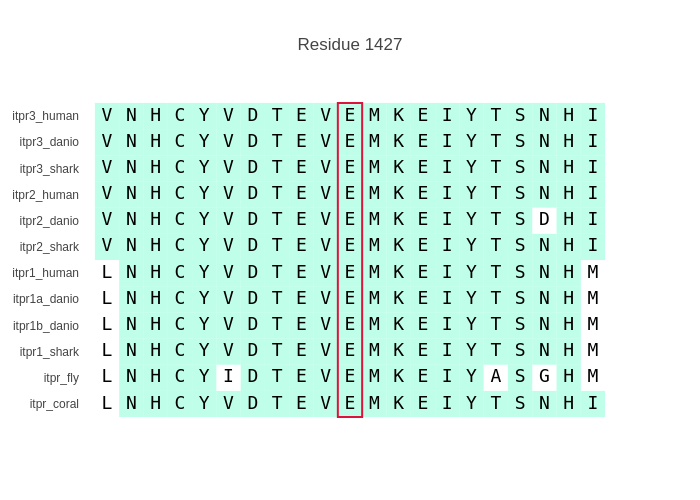 Residue 1427
itpr3_human V N H C Y V D T E V E M K E I Y T S N H I
itpr3_danio V N H C Y V D T E V E M K E I Y T S N H I
itpr3_shark V N H C Y V D T E V E M K E I Y T S N H I
itpr2_human V N H C Y V D T E V E M K E I Y T S N H I
itpr2_danio V N H C Y V D T E V E M K E I Y T S D H I
itpr2_shark V N H C Y V D T E V E M K E I Y T S N H I
itpr1_human L N H C Y V D T E V E M K E I Y T S N H M
itpr1a_danio L N H C Y V D T E V E M K E I Y T S N H M
itpr1b_danio L N H C Y V D T E V E M K E I Y T S N H M
itpr1_shark L N H C Y V D T E V E M K E I Y T S N H M
itpr_fly L N H C Y I D T E V E M K E I Y A S G H M
itpr_coral L N H C Y V D T E V E M K E I Y T S N H I